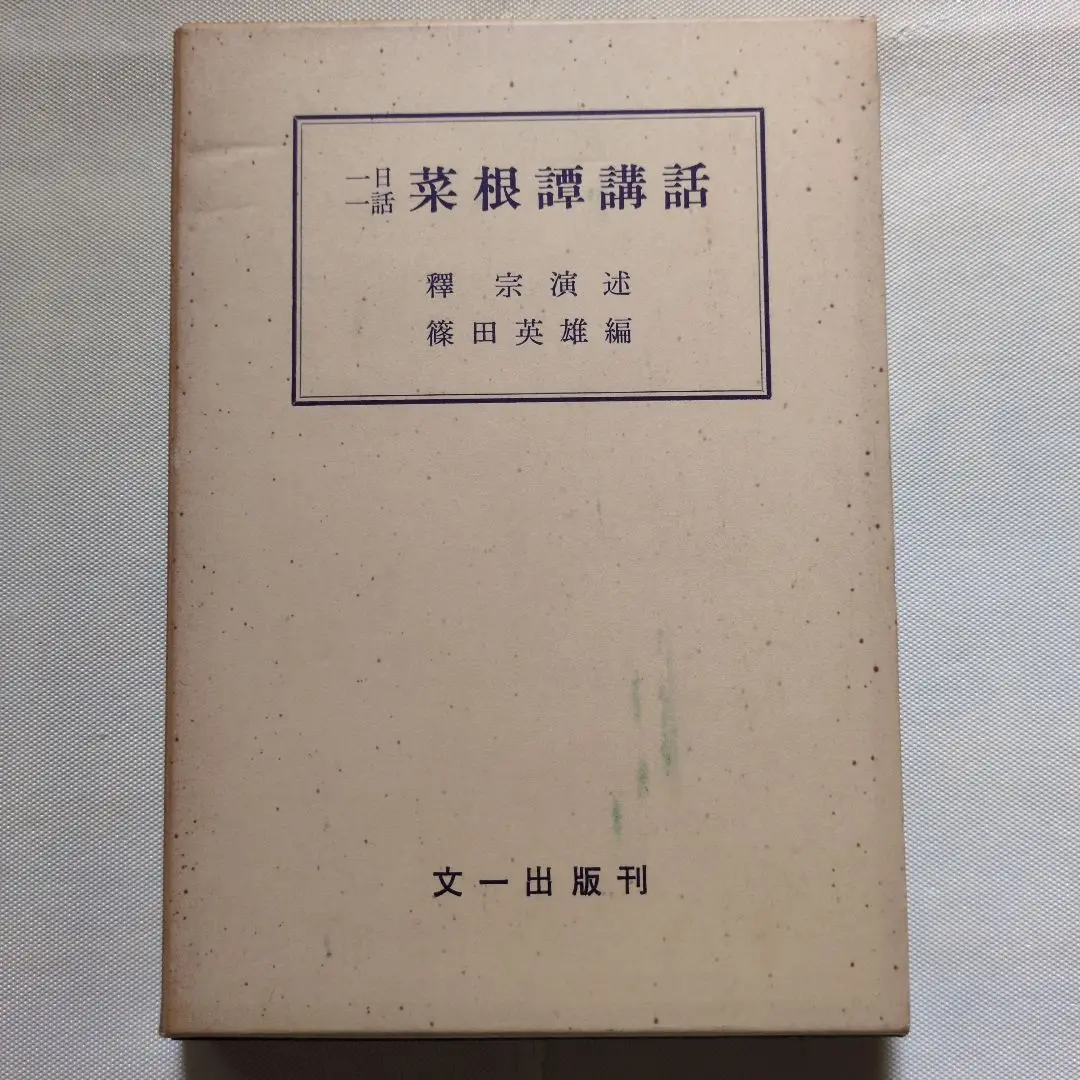 一日一話 菜根譚講話
釋宗演述
篠田英雄編
文一出版刊